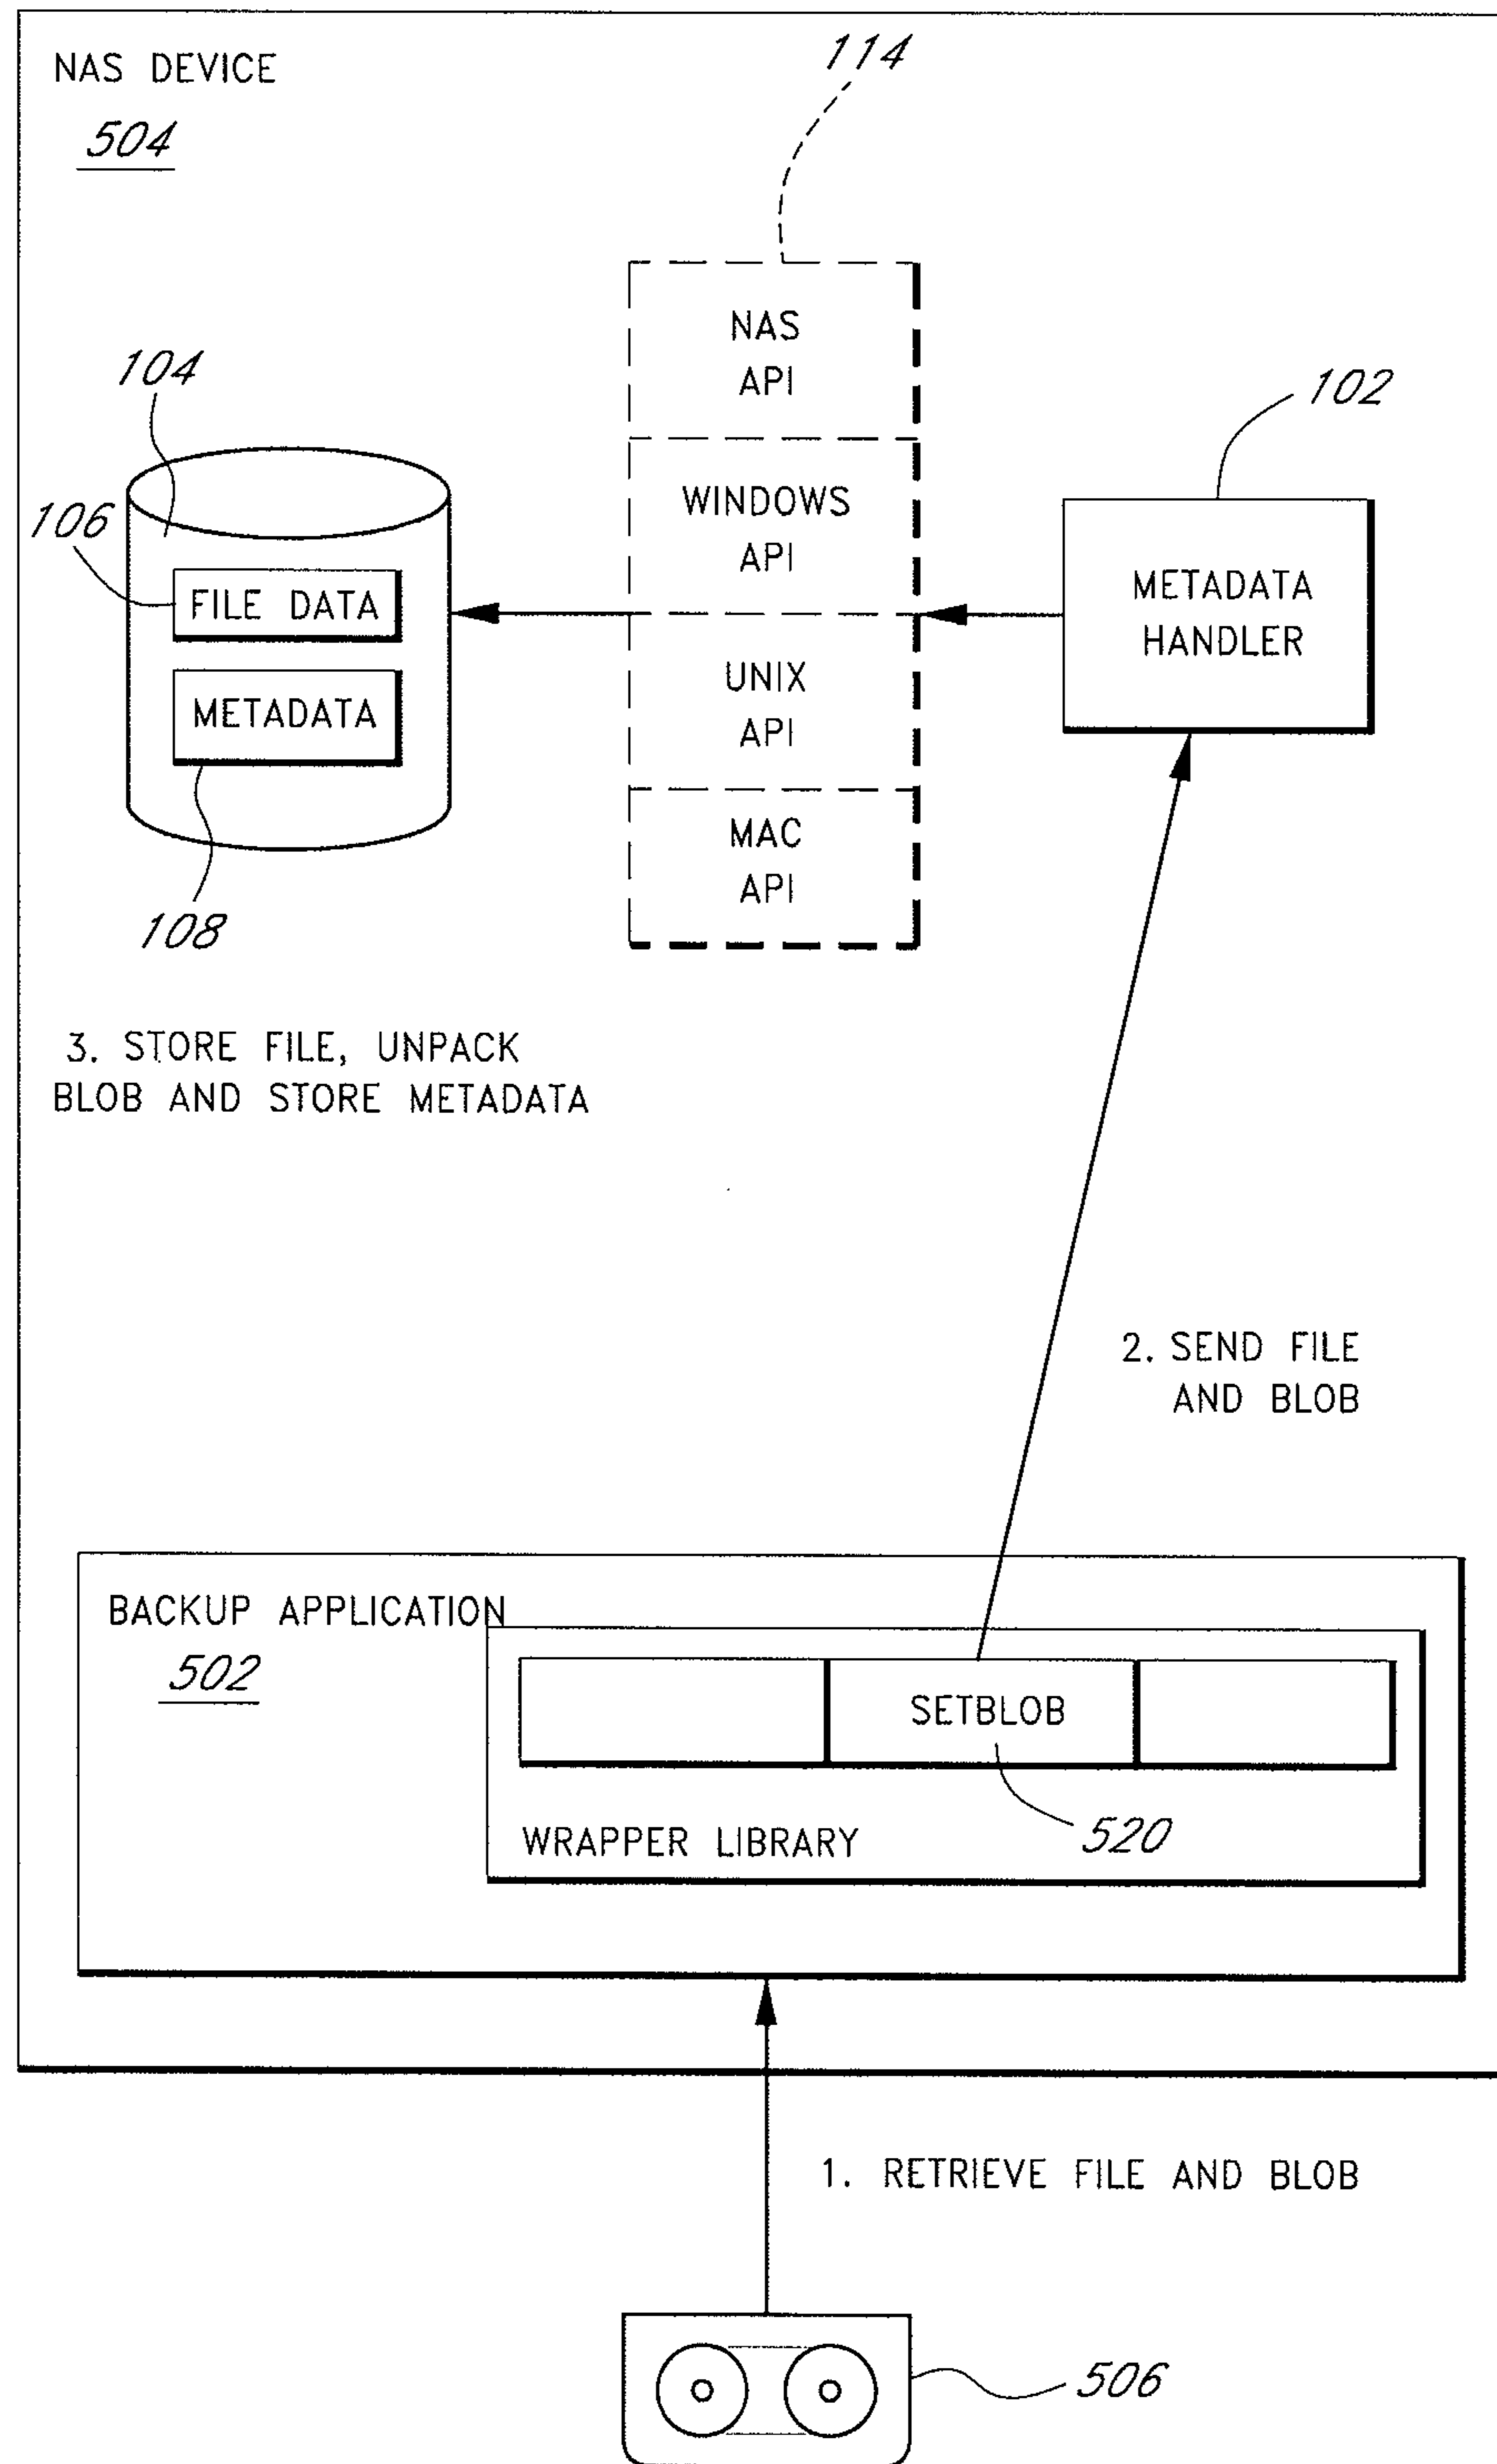 NAS DEVICE
504
114
NAS
API
WINDOWS
API
UNIX
API
MAC
API
104
106
FILE DATA
METADATA
108
102
METADATA
HANDLER
3. STORE FILE, UNPACK
BLOB AND STORE METADATA
2. SEND FILE
AND BLOB
BACKUP APPLICATION
502
SETBLOB
520
WRAPPER LIBRARY
1. RETRIEVE FILE AND BLOB
506